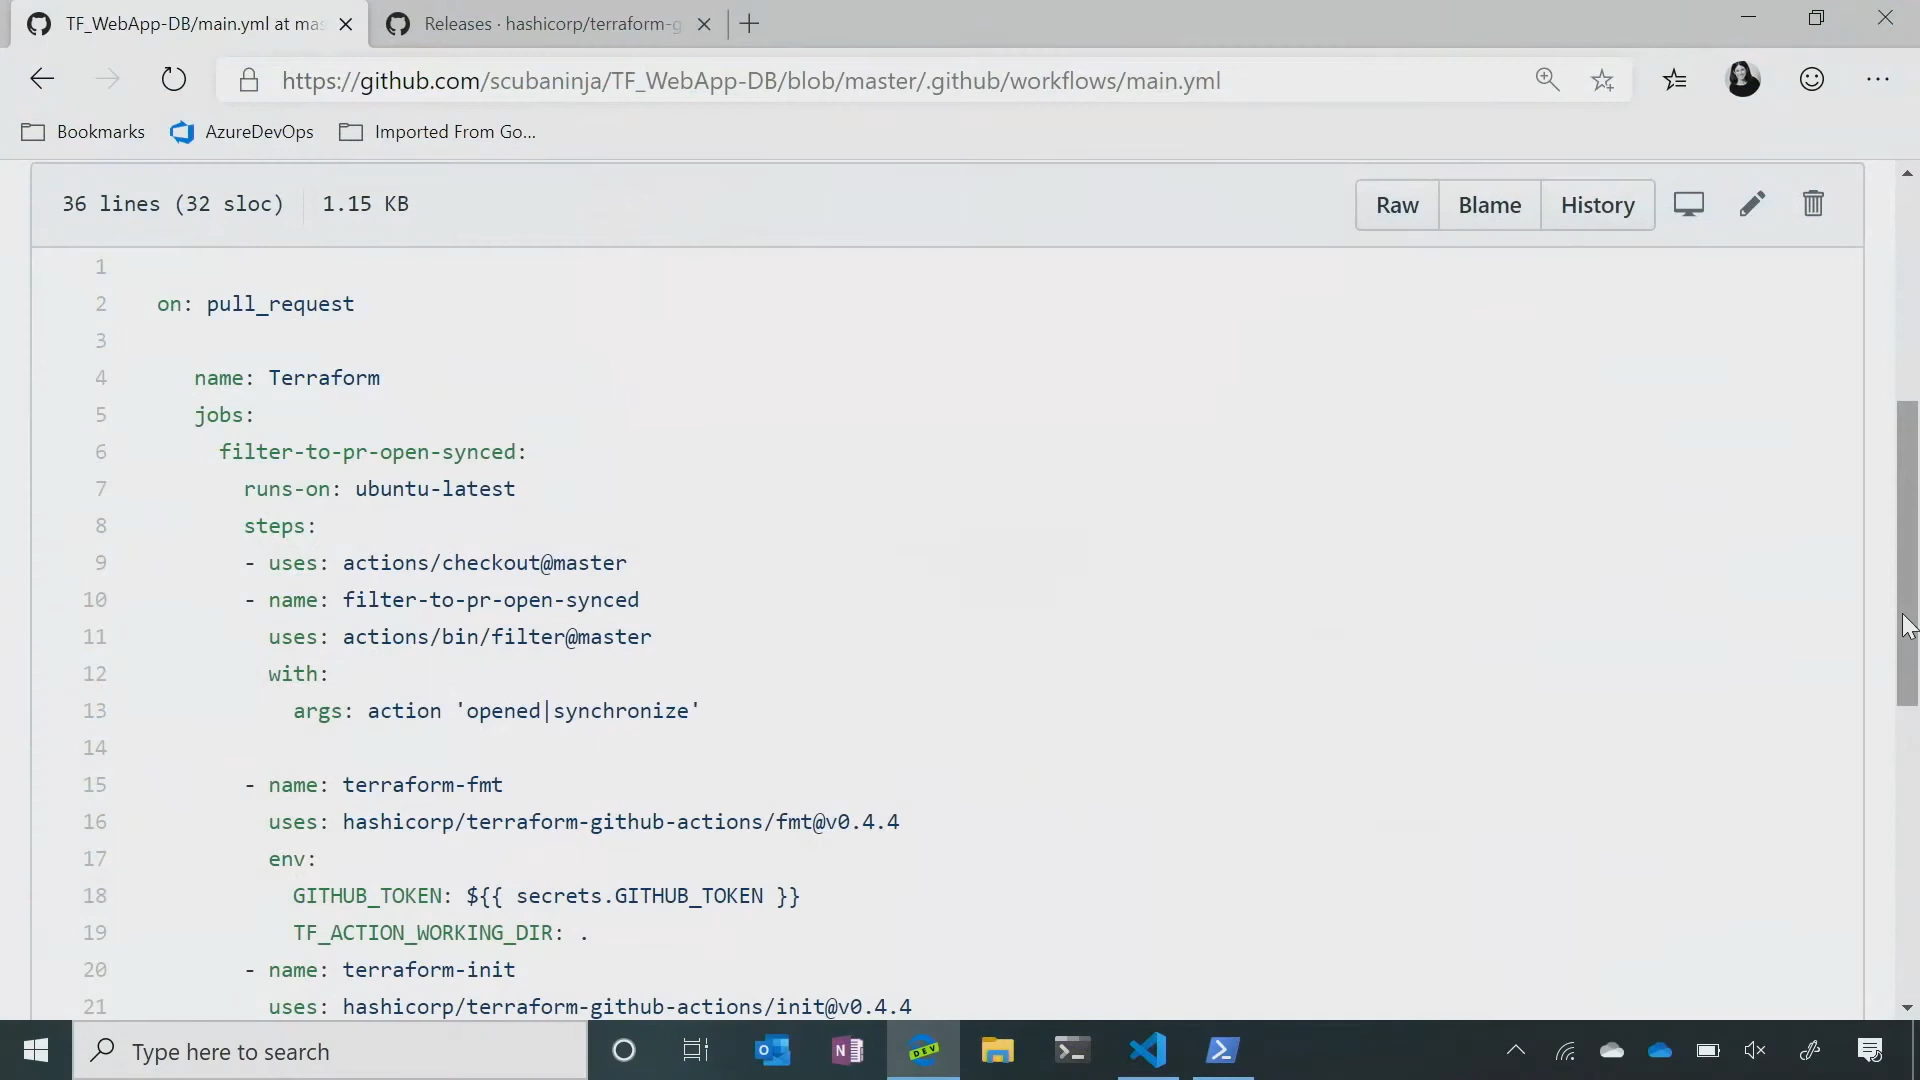 TF_WebApp-DB/main.yml at mas
Releases · hashicorp/terraform-g
https://github.com/scubaninja/TF_WebApp-DB/blob/master/.github/workflows/main.yml
Bookmarks
AzureDevOps
Imported From Go...
36 lines (32 sloc)
1.15 KB
Raw
Blame
History
1
2 on: pull_request
3
4 name: Terraform
5 jobs:
6 filter-to-pr-open-synced:
7 runs-on: ubuntu-latest
8 steps:
9 - uses: actions/checkout@master
10 - name: filter-to-pr-open-synced
11 uses: actions/bin/filter@master
12 with:
13 args: action 'opened|synchronize'
14
15 - name: terraform-fmt
16 uses: hashicorp/terraform-github-actions/fmt@v0.4.4
17 env:
18 GITHUB_TOKEN: ${{ secrets.GITHUB_TOKEN }}
19 TF_ACTION_WORKING_DIR: .
20 - name: terraform-init
21 uses: hashicorp/terraform-github-actions/init@v0.4.4
Type here to search
N
DEV